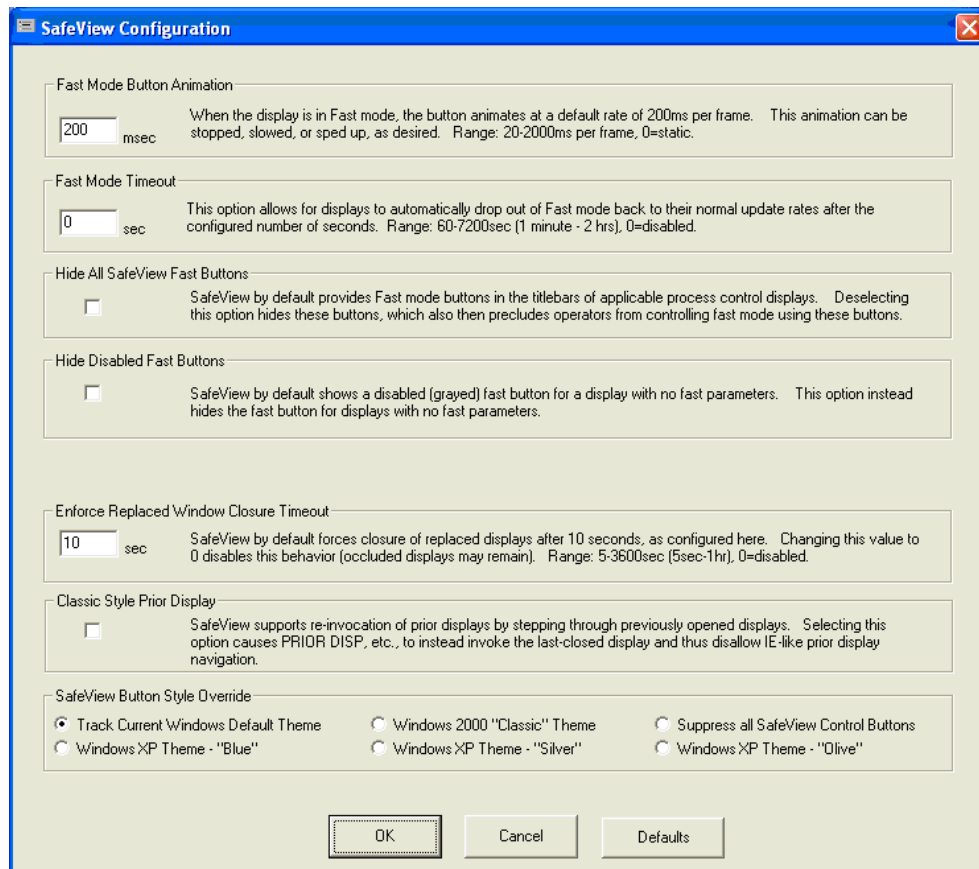 SafeView Configuration
Fast Mode Button Animation
200 msec
When the display is in Fast mode, the button animates at a default rate of 200ms per frame. This animation can be
stopped, slowed, or sped up, as desired. Range: 20-2000ms per frame, 0=static.
Fast Mode Timeout
0 sec
This option allows for displays to automatically drop out of Fast mode back to their normal update rates after the
configured number of seconds. Range: 60-7200sec (1 minute - 2 hrs), 0=disabled.
Hide All SafeView Fast Buttons
SafeView by default provides Fast mode buttons in the titlebars of applicable process control displays. Deselecting
this option hides these buttons, which also then precludes operators from controlling fast mode using these buttons.
Hide Disabled Fast Buttons
SafeView by default shows a disabled (grayed) fast button for a display with no fast parameters. This option instead
hides the fast button for displays with no fast parameters.
Enforce Replaced Window Closure Timeout
10 sec
SafeView by default forces closure of replaced displays after 10 seconds, as configured here. Changing this value to
0 disables this behavior (occluded displays may remain). Range: 5-3600sec (5sec-1hr), 0=disabled.
Classic Style Prior Display
SafeView supports re-invocation of prior displays by stepping through previously opened displays. Selecting this
option causes PRIOR DISP, etc., to instead invoke the last-closed display and thus disallow IE-like prior display
navigation.
SafeView Button Style Override
Track Current Windows Default Theme
Windows 2000 "Classic" Theme
Suppress all SafeView Control Buttons
Windows XP Theme - "Blue"
Windows XP Theme - "Silver"
Windows XP Theme - "Olive"
OK
Cancel
Defaults